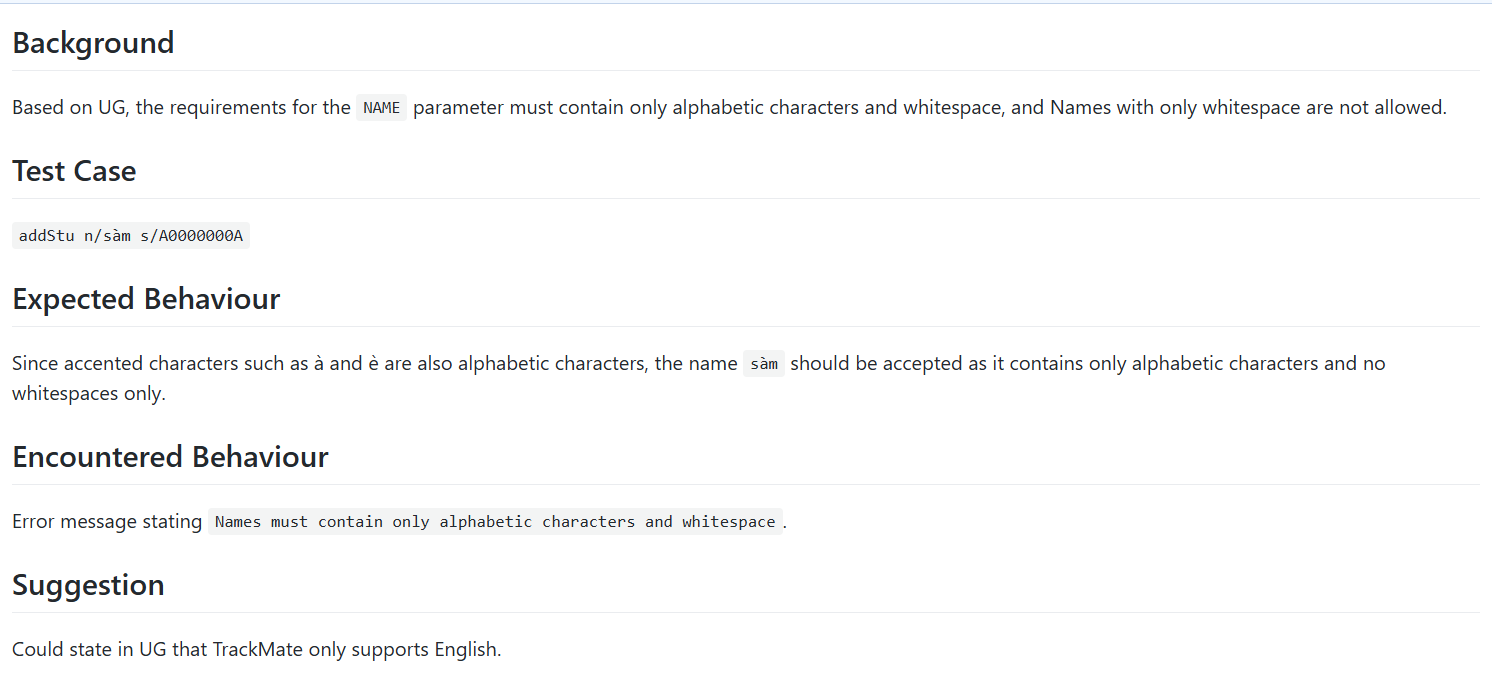 Background
Based on UG, the requirements for the NAME parameter must contain only alphabetic characters and whitespace, and Names with only whitespace are not allowed.
Test Case
addStu n/sàm s/A0000000A
Expected Behaviour
Since accented characters such as à and è are also alphabetic characters, the name sàm should be accepted as it contains only alphabetic characters and no
whitespaces only.
Encountered Behaviour
Error message stating Names must contain only alphabetic characters and whitespace.
Suggestion
Could state in UG that TrackMate only supports English.